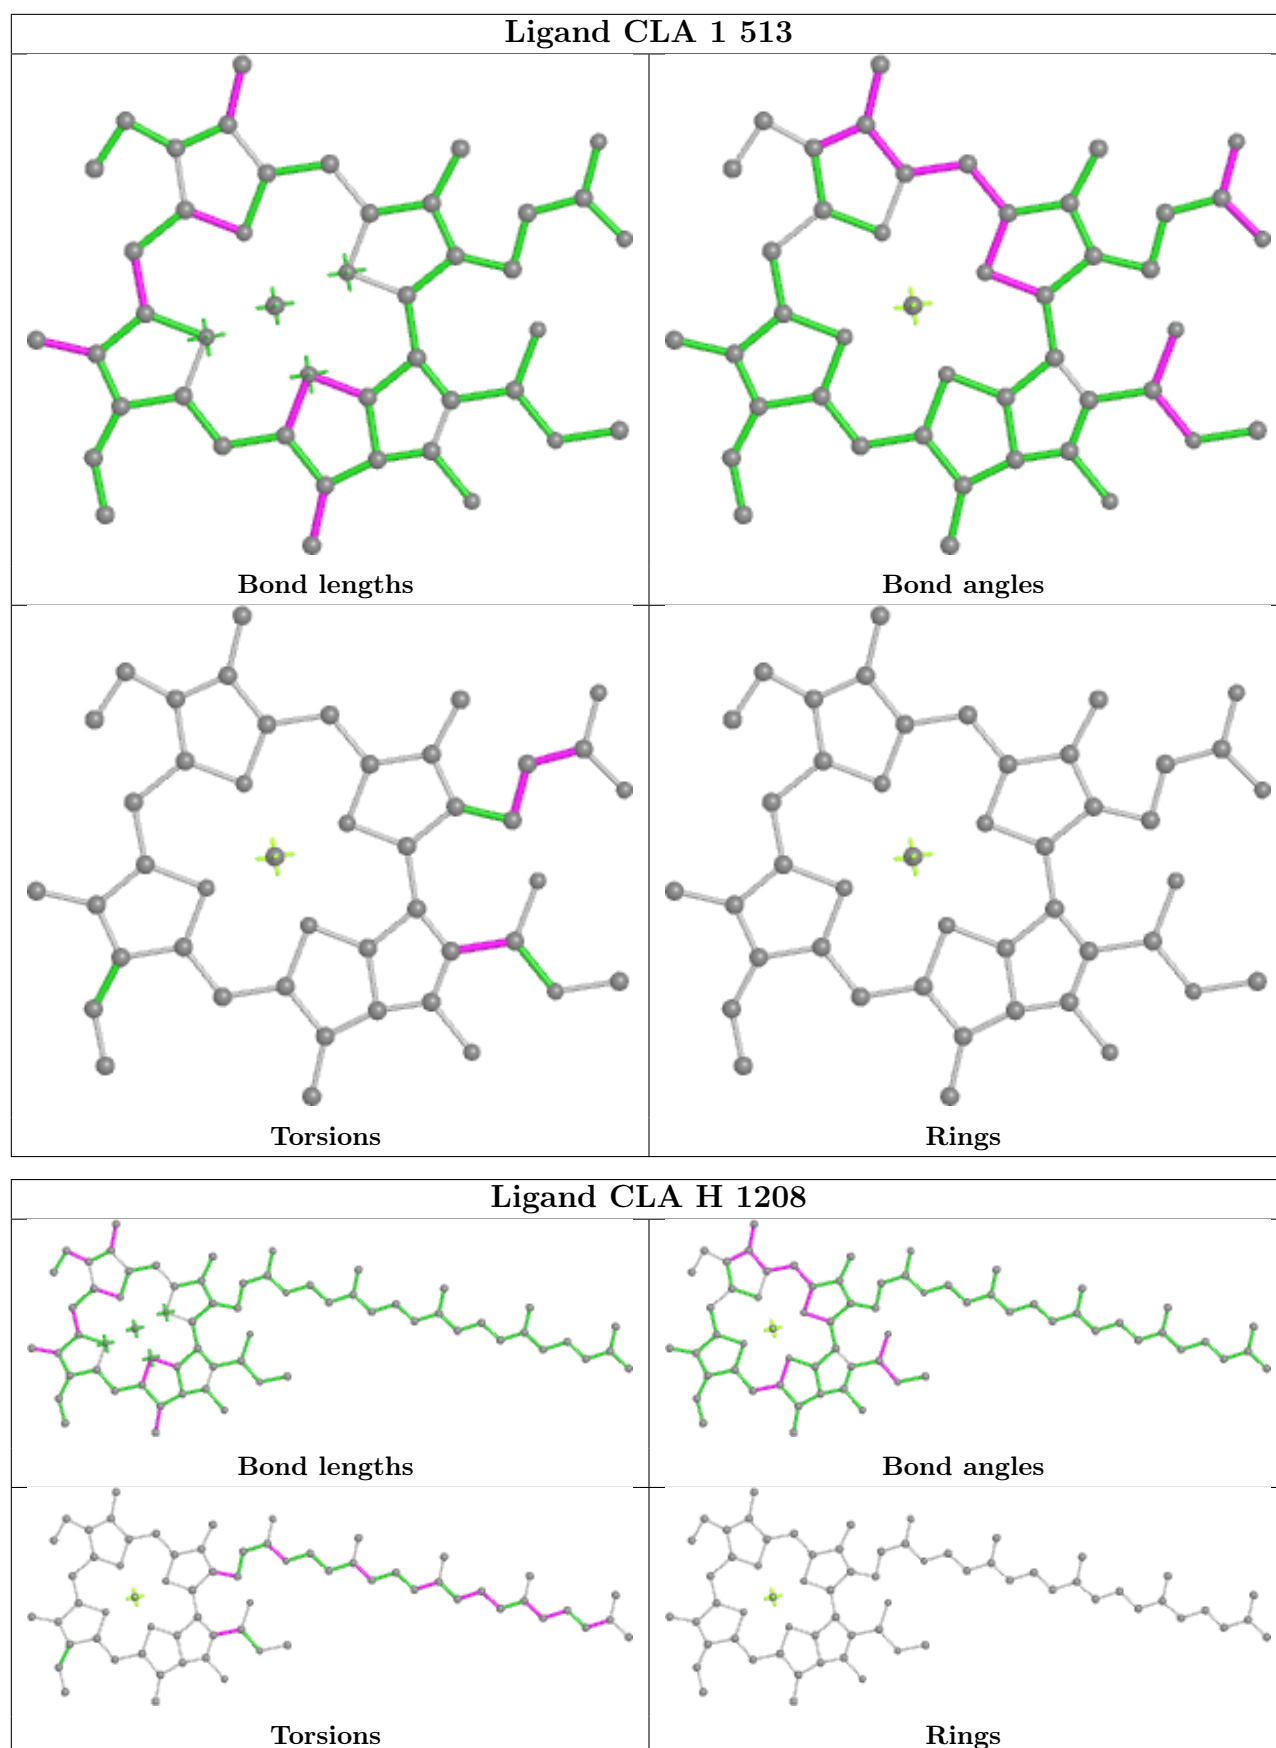 Ligand CLA 1 513
Bond lengths
Bond angles
Torsions
Rings
Ligand CLA H 1208
Bond lengths
Bond angles
Torsions
Rings